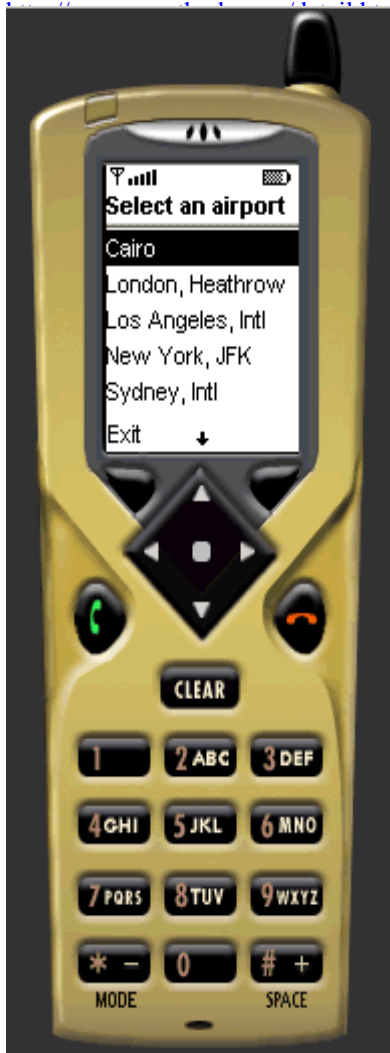 Select an airport
Cairo
London, Heathrow
Los Angeles, Intl
New York, JFK
Sydney, Intl
Exit
CLEAR
1 2 ABC 3 DEF
4 GHI 5 JKL 6 MNO
7 PQRS 8 TUV 9 WXYZ
* - 0 # +
MODE SPACE